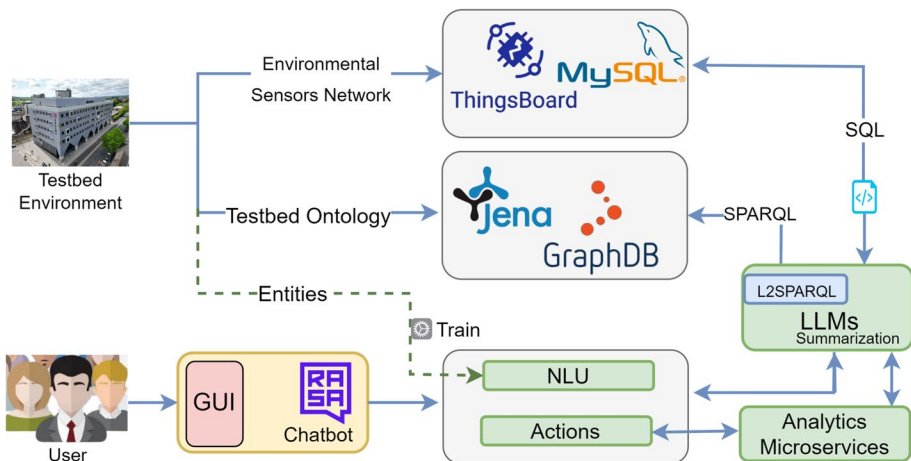 Environmental
Sensors Network
ThingsBoard
MySQL®
SQL
Testbed
Environment
Testbed Ontology
Jena
GraphDB
SPARQL
L2SPARQL
LLMs
Summarization
Entities
Train
NLU
Actions
GUI
RASA
Chatbot
User
Analytics
Microservices